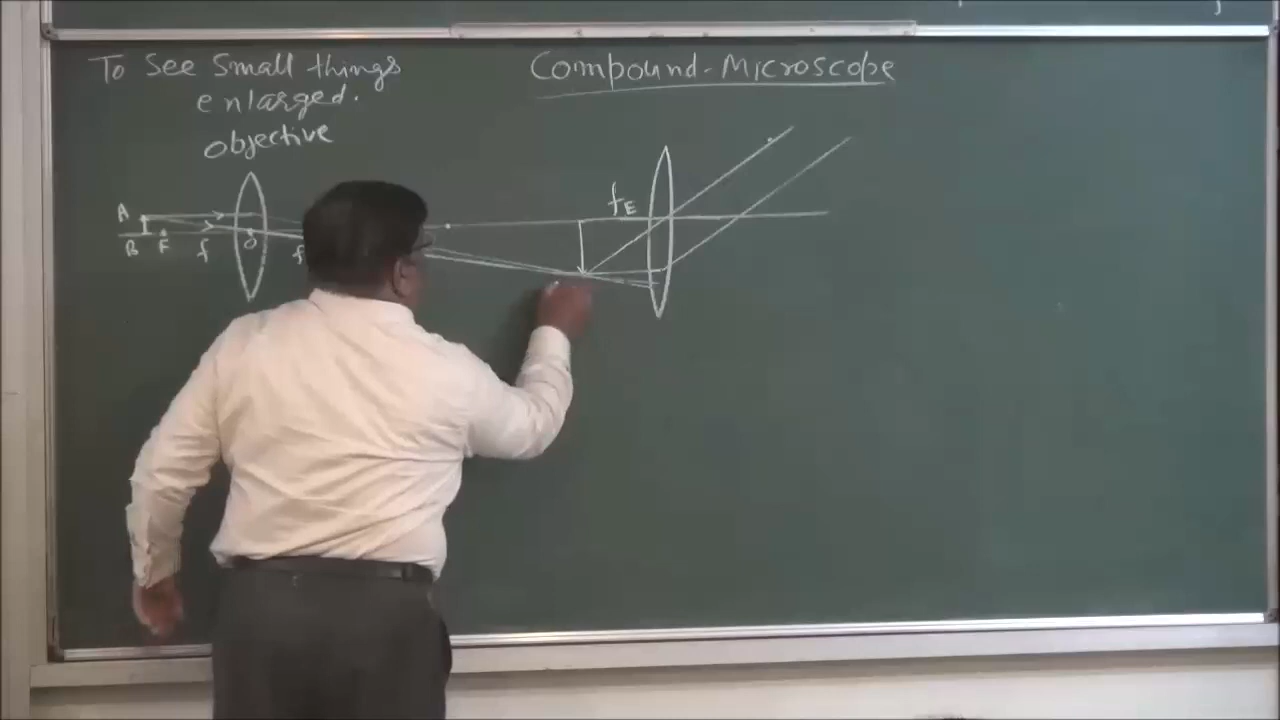 To see small things
enlarged.
Compound-Microscope
objective
A
B
F
f
O
f
fE